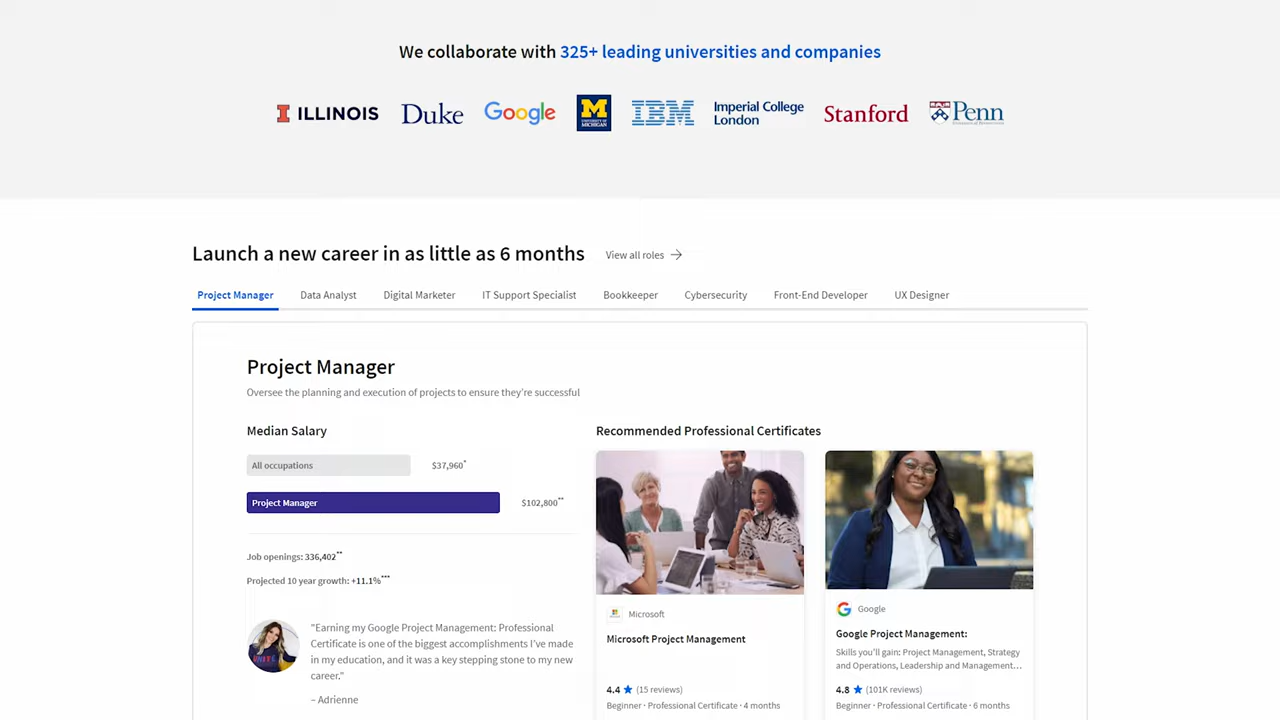 We collaborate with 325+ leading universities and companies
ILLINOIS
Duke
Google
M
UNIVERSITY OF
MICHIGAN
IBM
Imperial College
London
Stanford
Penn
Launch a new career in as little as 6 months
View all roles →
Project Manager
Data Analyst
Digital Marketer
IT Support Specialist
Bookkeeper
Cybersecurity
Front-End Developer
UX Designer
Project Manager
Oversee the planning and execution of projects to ensure they're successful
Median Salary
All occupations
$37,960*
Project Manager
$102,800**
Job openings: 336,402**
Projected 10 year growth: +11.1%***
"Earning my Google Project Management: Professional
Certificate is one of the biggest accomplishments I've made
in my education, and it was a key stepping stone to my new
career."
– Adrienne
Recommended Professional Certificates
Microsoft
Microsoft Project Management
4.4 ★ (15 reviews)
Beginner · Professional Certificate · 4 months
Google
Google Project Management:
Skills you'll gain: Project Management, Strategy
and Operations, Leadership and Management…
4.8 ★ (101K reviews)
Beginner · Professional Certificate · 6 months